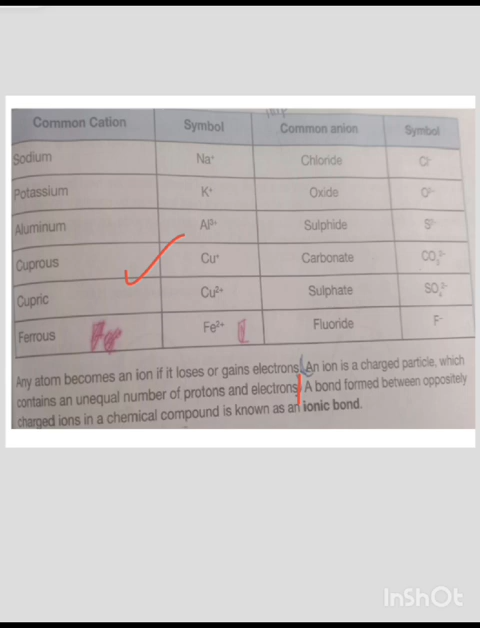 Common Cation Symbol Common anion Symbol
Sodium Na⁺ Chloride Cl⁻
Potassium K⁺ Oxide O²⁻
Aluminum Al³⁺ Sulphide S²⁻
Cuprous Cu⁺ Carbonate CO₃²⁻
Cupric Cu²⁺ Sulphate SO₄²⁻
Ferrous Fe²⁺ Fluoride F⁻
Any atom becomes an ion if it loses or gains electrons. An ion is a charged particle, which
contains an unequal number of protons and electrons. A bond formed between oppositely
charged ions in a chemical compound is known as an ionic bond.
InShOt